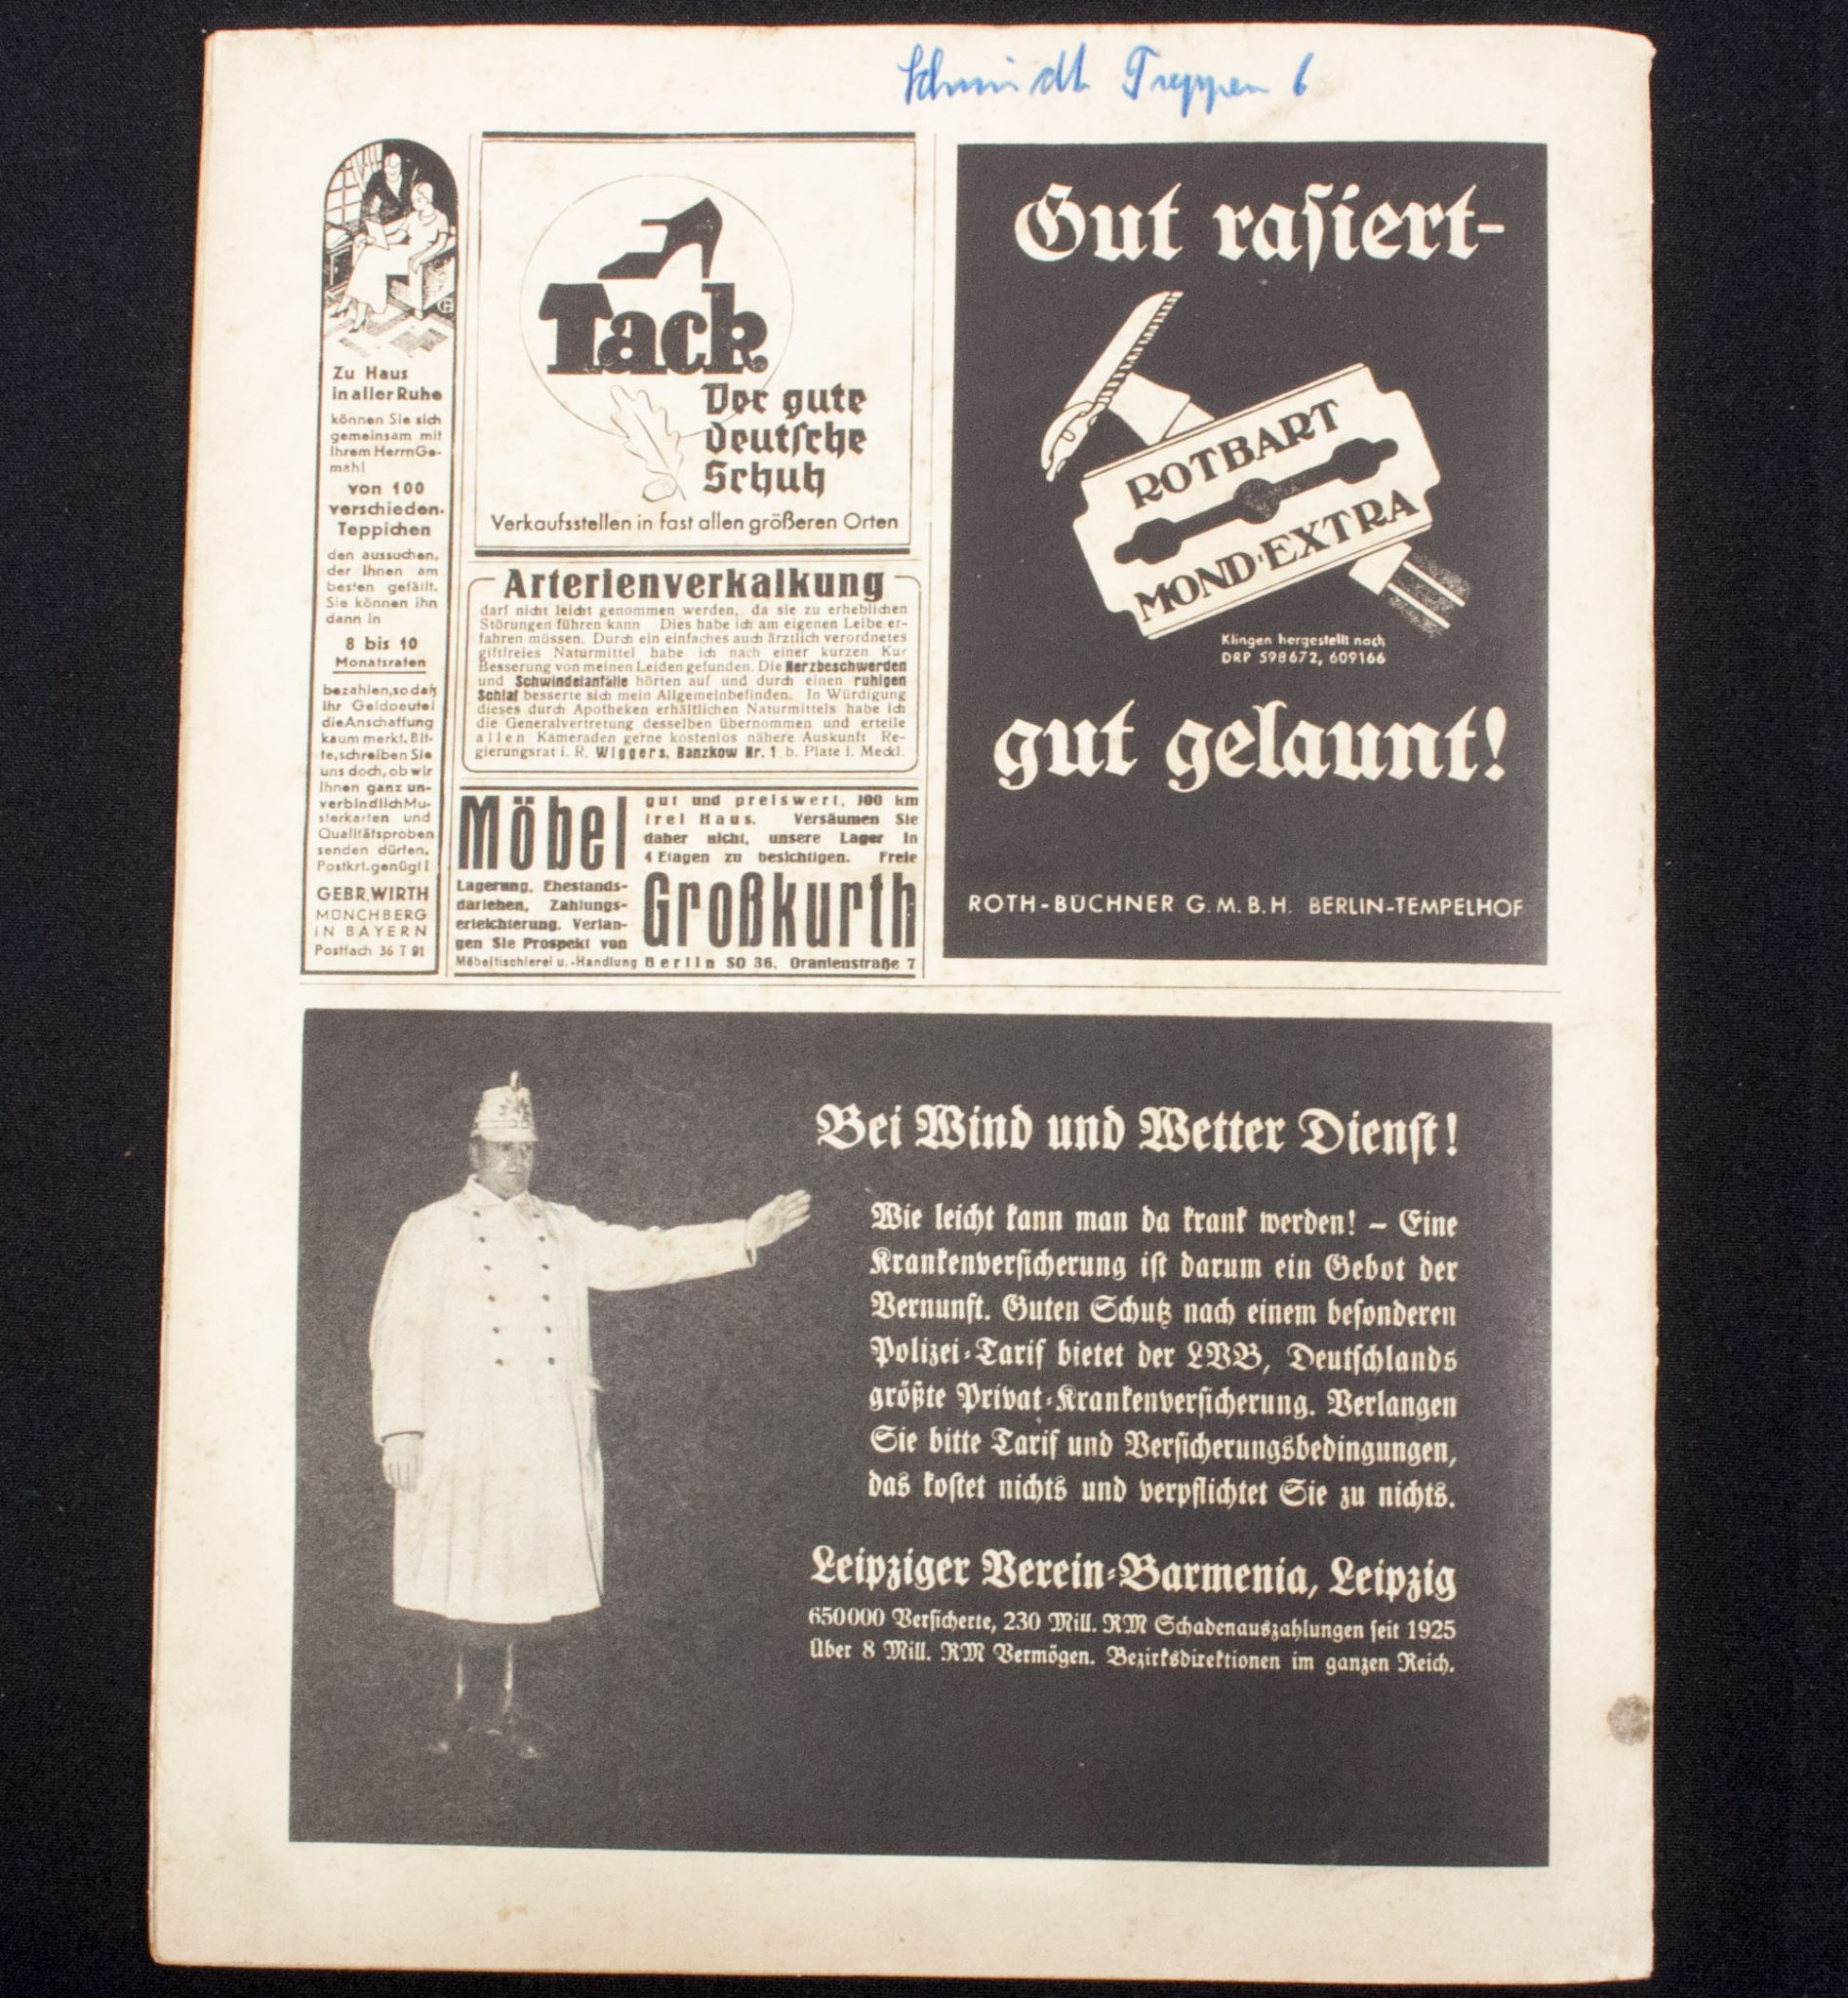 Schmidt Treppen 6
Zu Haus
in aller Ruhe
können Sie sich
gemeinsam mit
Ihrem Herrn Ge-
mahl
von 100
verschieden.
Teppichen
den aussuchen,
der Ihnen am
besten gefällt.
Sie können ihn
dann in
8 bis 10
Monatsraten
bezahlen, so daß
Ihr Geldbeutel
die Anschaffung
kaum merkt. Bit-
te, schreiben Sie
uns doch, ob wir
Ihnen ganz un-
verbindlich Mu-
sterkarten und
Qualitätsproben
senden dürfen.
Postkrt. genügt!
GEBR. WIRTH
MÜNCHBERG
IN BAYERN
Postfach 36 T 91
Tack
Der gute
deutsche
Schuh
Verkaufsstellen in fast allen größeren Orten
Arterienverkalkung
darf nicht leicht genommen werden, da sie zu erheblichen
Störungen führen kann Dies habe ich am eigenen Leibe er-
fahren müssen. Durch ein einfaches auch ärztlich verordnetes
giftfreies Naturmittel habe ich nach einer kurzen Kur
Besserung von meinen Leiden gefunden. Die Herzbeschwerden
und Schwindelanfälle hörten auf und durch einen ruhigen
Schlaf besserte sich mein Allgemeinbefinden. In Würdigung
dieses durch Apotheken erhältlichen Naturmittels habe ich
die Generalvertretung desselben übernommen und erteile
allen Kameraden gerne kostenlos nähere Auskunft Re-
gierungsrat i. R. Wiggers, Banzkow Nr. 1 b. Plate i. Meckl.
Möbel
gut und preiswert, 100 km
frei Haus. Versäumen Sie
daher nicht, unsere Lager in
4 Etagen zu besichtigen. Freie
Lagerung, Ehestands-
darlehen, Zahlungs-
erleichterung. Verlan-
gen Sie Prospekt von
Großkurth
Möbeltischlerei u.-Handlung Berlin SO 36, Oranienstraße 7
Gut rasiert-
ROTBART
MOND-EXTRA
Klingen hergestellt nach
DRP 598672, 609166
gut gelaunt!
ROTH-BÜCHNER G.M.B.H. BERLIN-TEMPELHOF
Bei Wind und Wetter Dienst!
Wie leicht kann man da krank werden! – Eine
Krankenversicherung ist darum ein Gebot der
Vernunft. Guten Schutz nach einem besonderen
Polizei-Tarif bietet der LVB, Deutschlands
größte Privat-Krankenversicherung. Verlangen
Sie bitte Tarif und Versicherungsbedingungen,
das kostet nichts und verpflichtet Sie zu nichts.
Leipziger Verein-Barmenia, Leipzig
650000 Versicherte, 230 Mill. RM Schadenauszahlungen seit 1925
Über 8 Mill. RM Vermögen. Bezirksdirektionen im ganzen Reich.